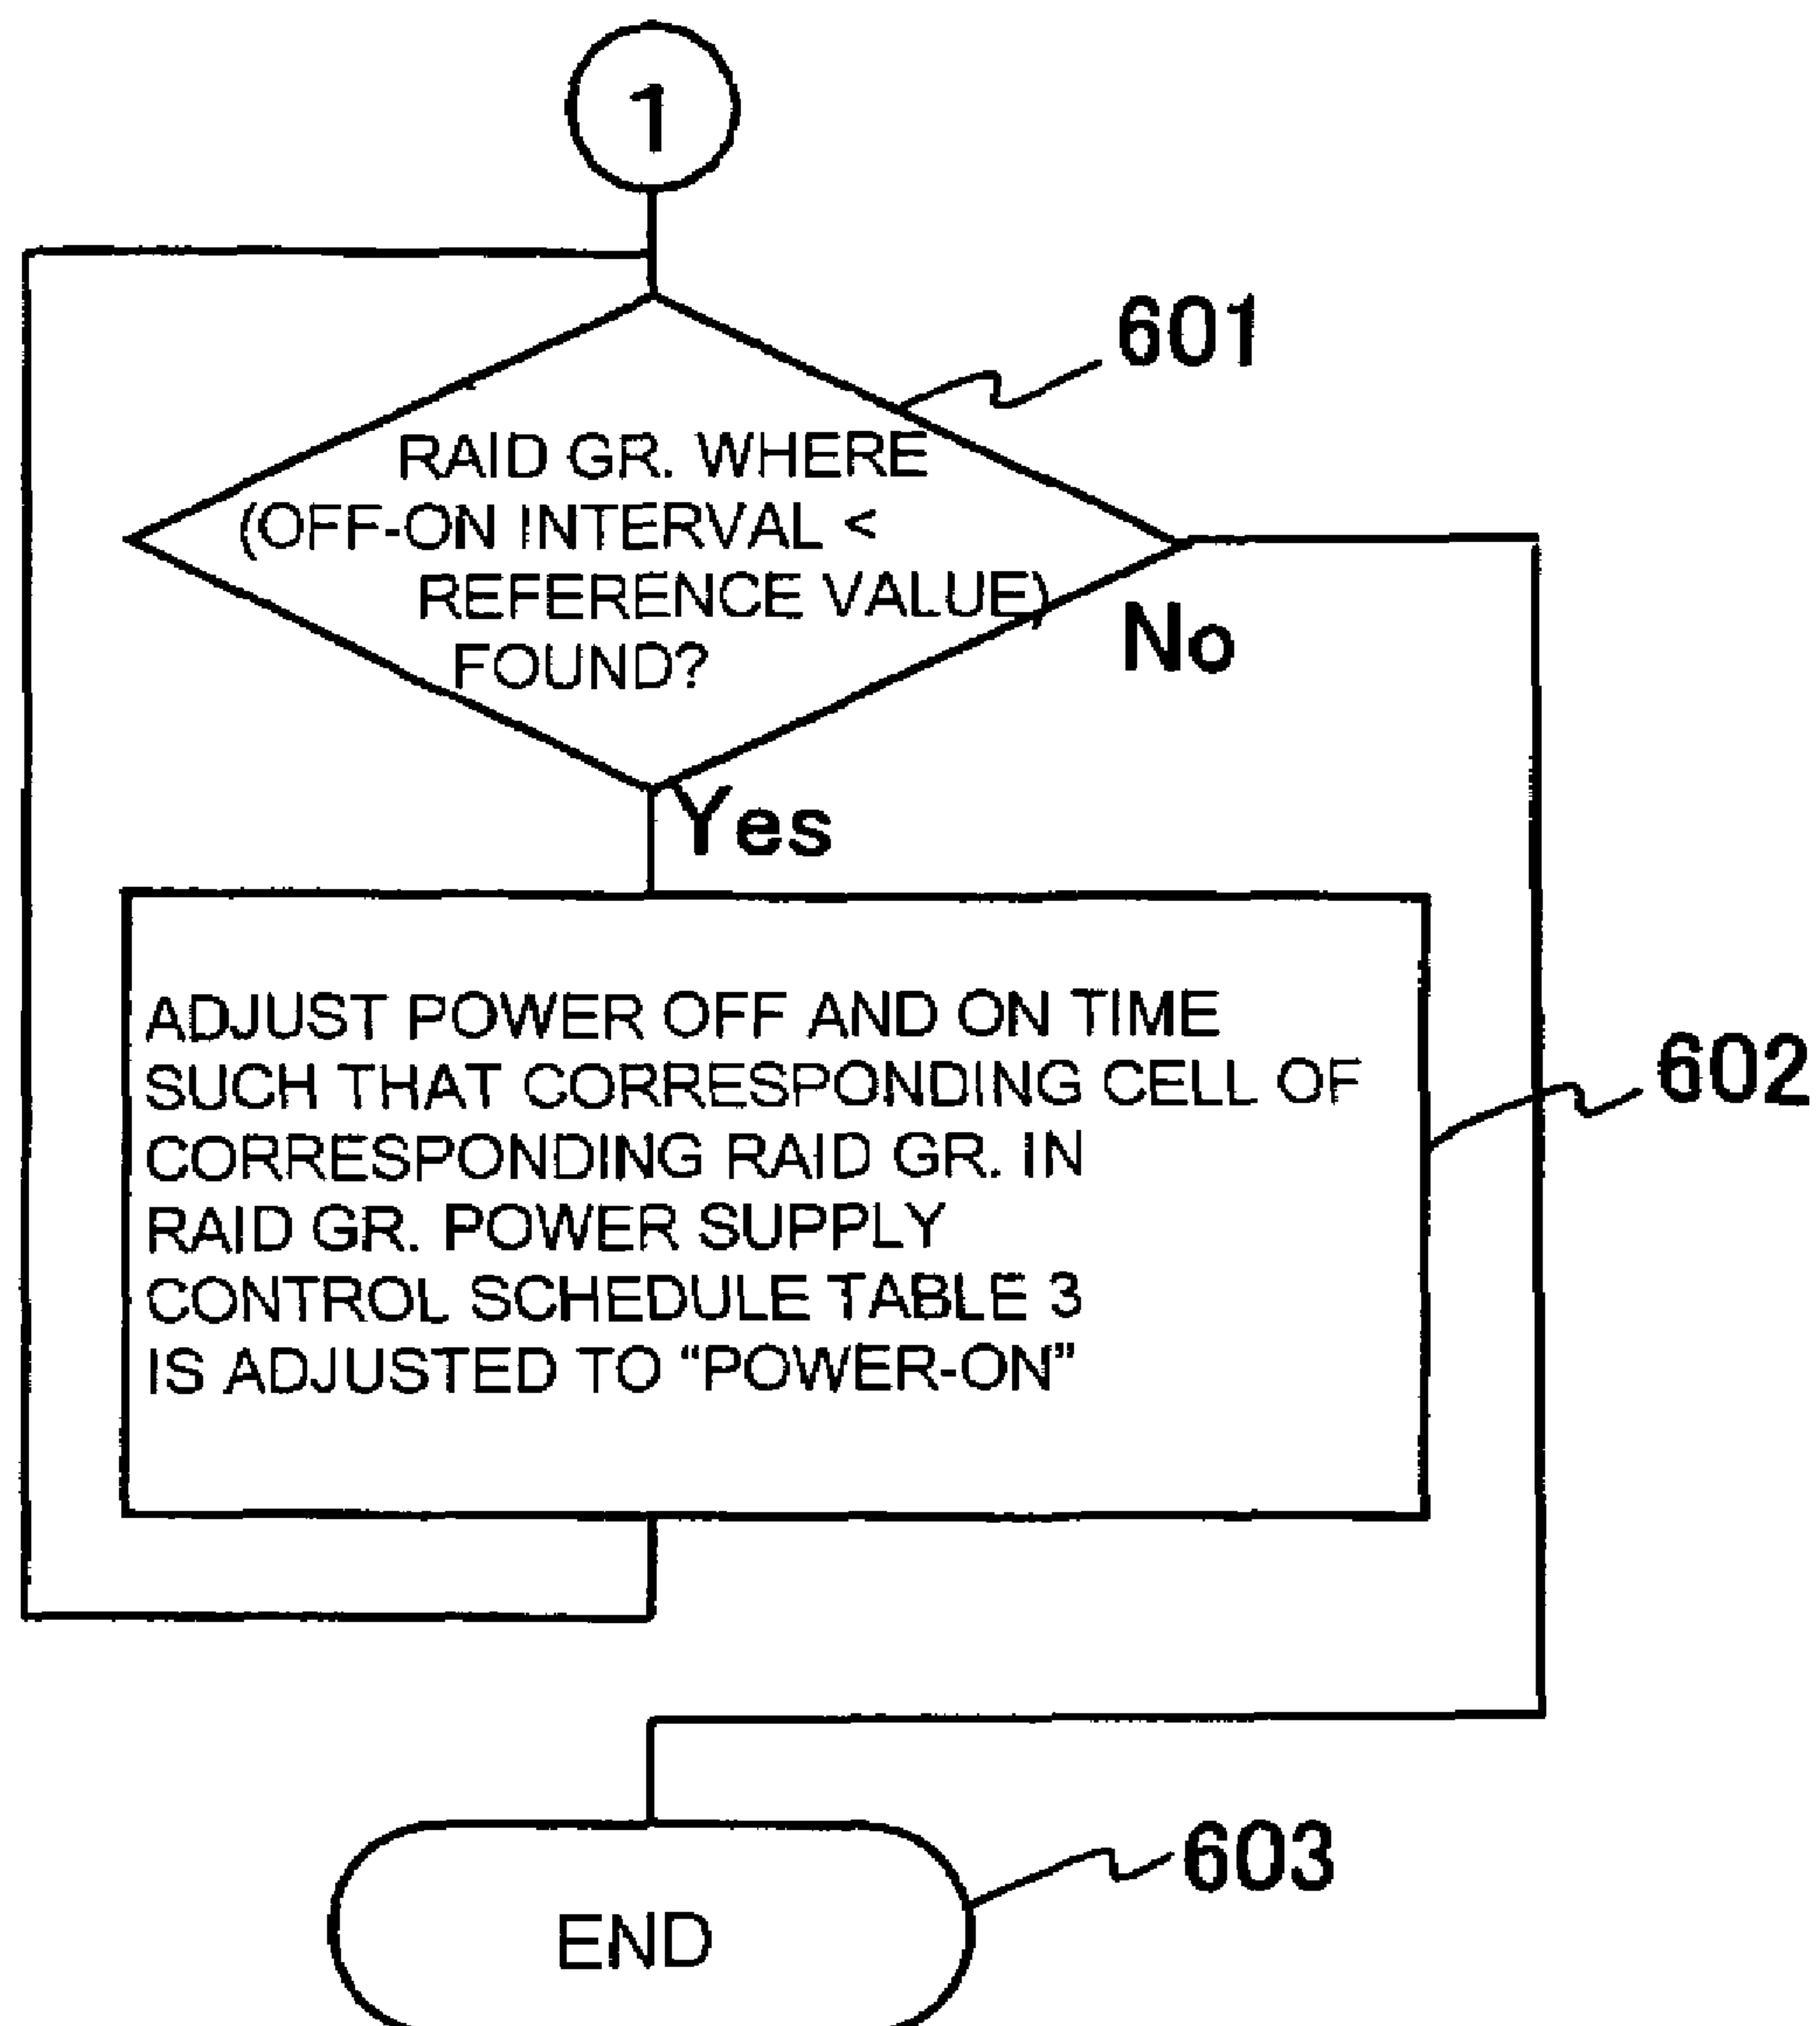 1
601
RAID GR. WHERE
(OFF-ON INTERVAL <
REFERENCE VALUE)
FOUND?
No
Yes
ADJUST POWER OFF AND ON TIME
SUCH THAT CORRESPONDING CELL OF
CORRESPONDING RAID GR. IN
RAID GR. POWER SUPPLY
CONTROL SCHEDULE TABLE 3
IS ADJUSTED TO “POWER-ON”
602
603
END